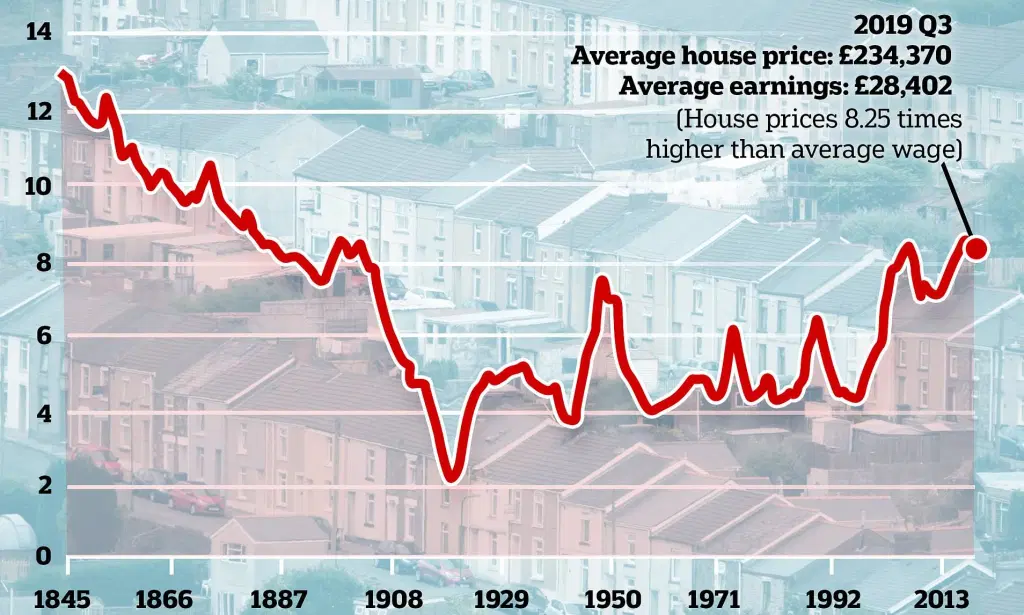 14
2019 Q3
Average house price: £234,370
Average earnings: £28,402
(House prices 8.25 times
higher than average wage)
12
10
8
6
4
2
0
1845 1866 1887 1908 1929 1950 1971 1992 2013